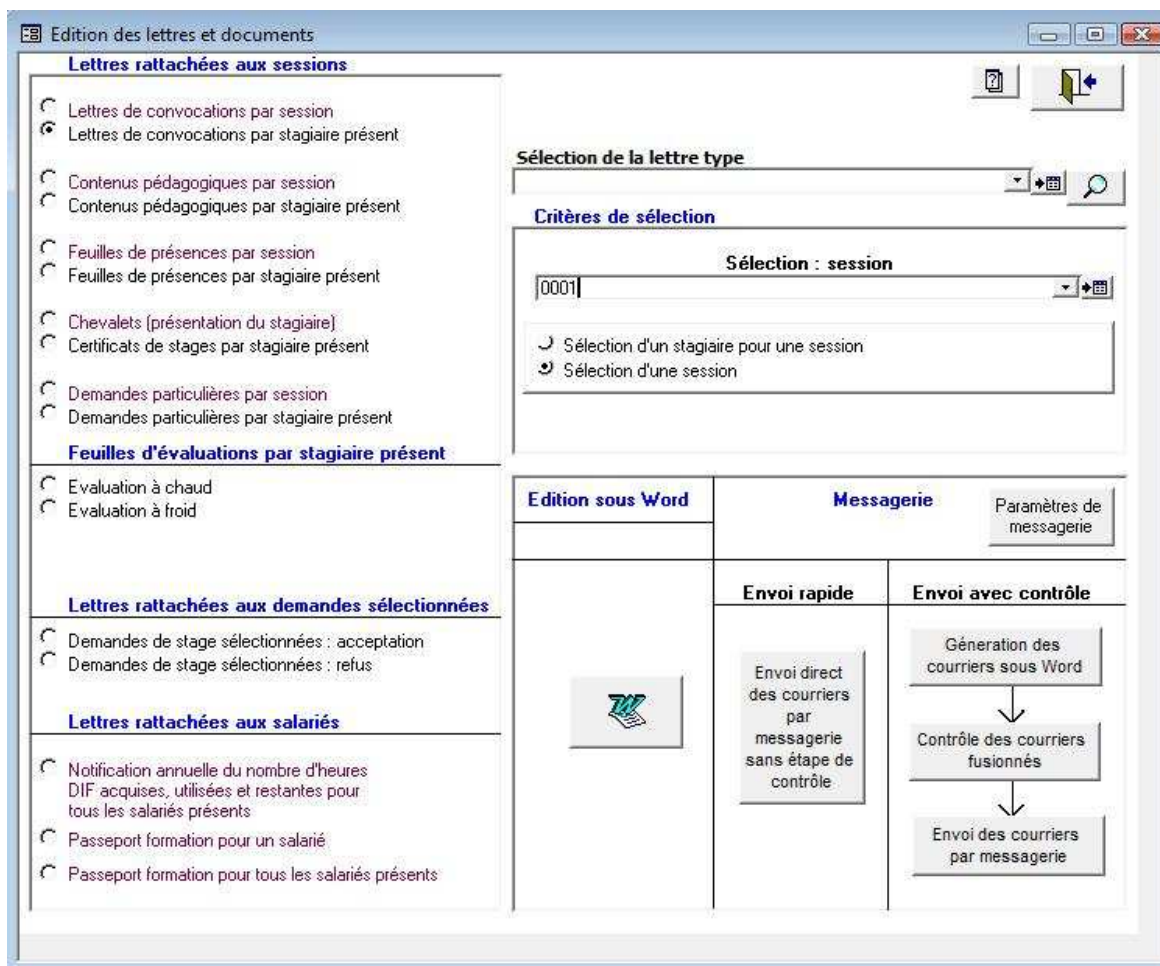 Edition des lettres et documents
Lettres rattachées aux sessions
Lettres de convocations par session
Lettres de convocations par stagiaire présent
Contenus pédagogiques par session
Contenus pédagogiques par stagiaire présent
Feuilles de présences par session
Feuilles de présences par stagiaire présent
Chevalets (présentation du stagiaire)
Certificats de stages par stagiaire présent
Demandes particulières par session
Demandes particulières par stagiaire présent
Feuilles d'évaluations par stagiaire présent
Evaluation à chaud
Evaluation à froid
Lettres rattachées aux demandes sélectionnées
Demandes de stage sélectionnées : acceptation
Demandes de stage sélectionnées : refus
Lettres rattachées aux salariés
Notification annuelle du nombre d'heures
DIF acquises, utilisées et restantes pour
tous les salariés présents
Passeport formation pour un salarié
Passeport formation pour tous les salariés présents
Sélection de la lettre type
Critères de sélection
Sélection : session
0001
Sélection d'un stagiaire pour une session
Sélection d'une session
Edition sous Word
Messagerie
Paramètres de
messagerie
Envoi rapide
Envoi direct
des courriers
par
messagerie
sans étape de
contrôle
Envoi avec contrôle
Géneration des
courriers sous Word
Contrôle des courriers
fusionnés
Envoi des courriers
par messagerie